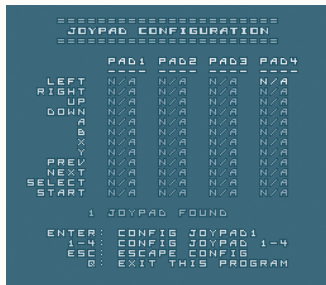 ====================
JOYPAD CONFIGURATION
====================
PAD1 PAD2 PAD3 PAD4
---- ---- ---- ----
LEFT N/A N/A N/A N/A
RIGHT N/A N/A N/A N/A
UP N/A N/A N/A N/A
DOWN N/A N/A N/A N/A
A N/A N/A N/A N/A
B N/A N/A N/A N/A
X N/A N/A N/A N/A
Y N/A N/A N/A N/A
PREV N/A N/A N/A N/A
NEXT N/A N/A N/A N/A
SELECT N/A N/A N/A N/A
START N/A N/A N/A N/A
1 JOYPAD FOUND
ENTER: CONFIG JOYPAD1
1-4: CONFIG JOYPAD 1-4
ESC: ESCAPE CONFIG
Q: EXIT THIS PROGRAM